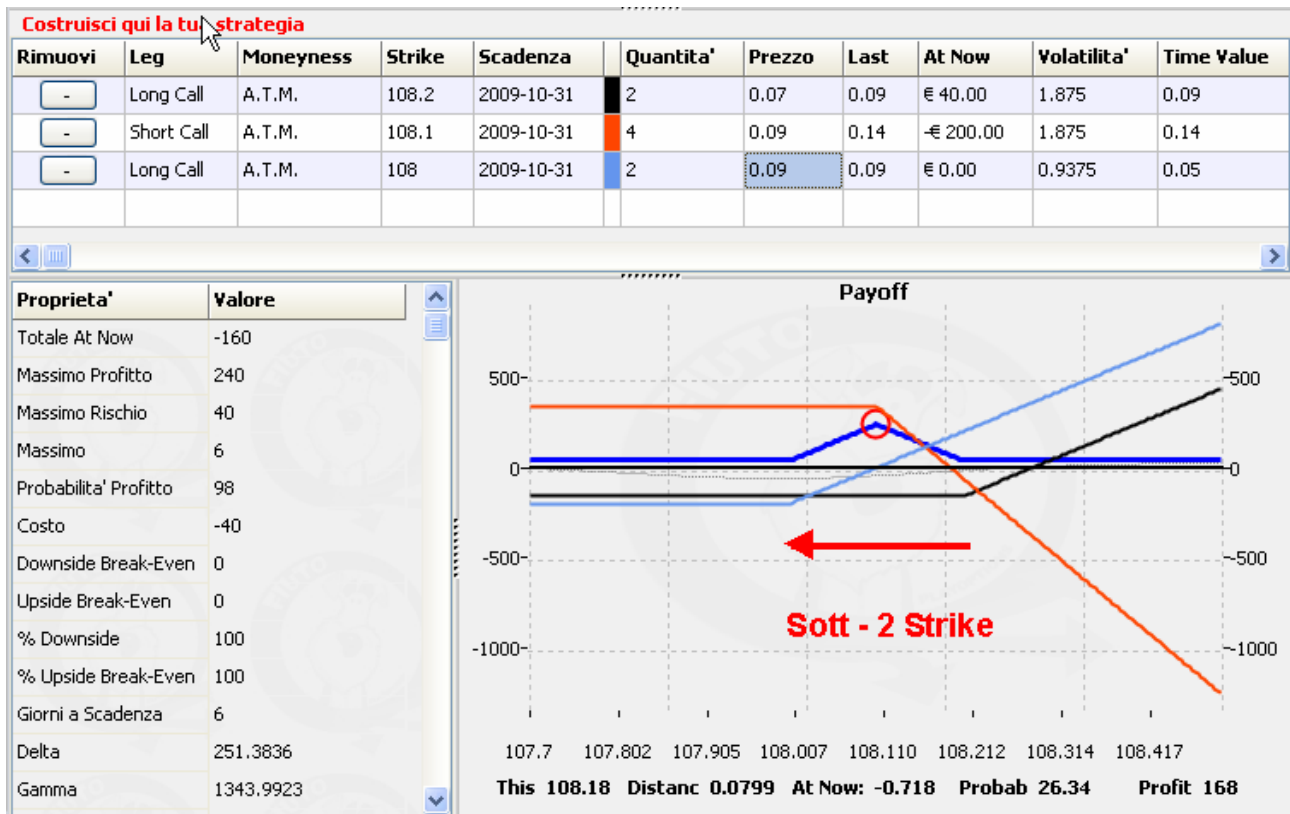 Costruisci qui la tua strategia
Rimuovi Leg Moneyness Strike Scadenza Quantita' Prezzo Last At Now Volatilita' Time Value
- Long Call A.T.M. 108.2 2009-10-31 2 0.07 0.09 € 40.00 1.875 0.09
- Short Call A.T.M. 108.1 2009-10-31 4 0.09 0.14 -€ 200.00 1.875 0.14
- Long Call A.T.M. 108 2009-10-31 2 0.09 0.09 € 0.00 0.9375 0.05
Proprieta' Valore
Totale At Now -160
Massimo Profitto 240
Massimo Rischio 40
Massimo 6
Probabilita' Profitto 98
Costo -40
Downside Break-Even 0
Upside Break-Even 0
% Downside 100
% Upside Break-Even 100
Giorni a Scadenza 6
Delta 251.3836
Gamma 1343.9923
Payoff
500 500
0 0
-500 -500
-1000 -1000
Sott - 2 Strike
107.7 107.802 107.905 108.007 108.110 108.212 108.314 108.417
This 108.18 Distanc 0.0799 At Now: -0.718 Probab 26.34 Profit 168